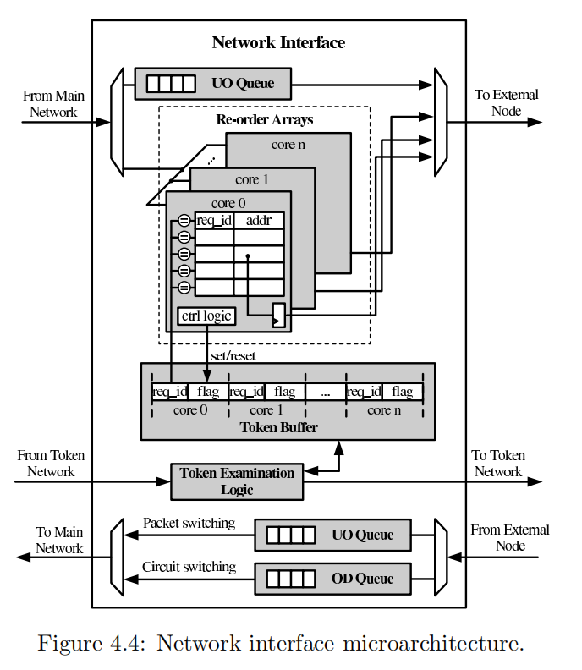 Network Interface
UO Queue
From Main
Network
To External
Node
Re-order Arrays
core n
...
core 1
core 0
req_id addr
ctrl logic
set/reset
req_id flag req_id flag ... req_id flag
core 0 core 1 core n
Token Buffer
From Token
Network
Token Examination
Logic
To Token
Network
To Main
Network
Packet switching
UO Queue
From External
Node
Circuit switching
OD Queue
Figure 4.4: Network interface microarchitecture.